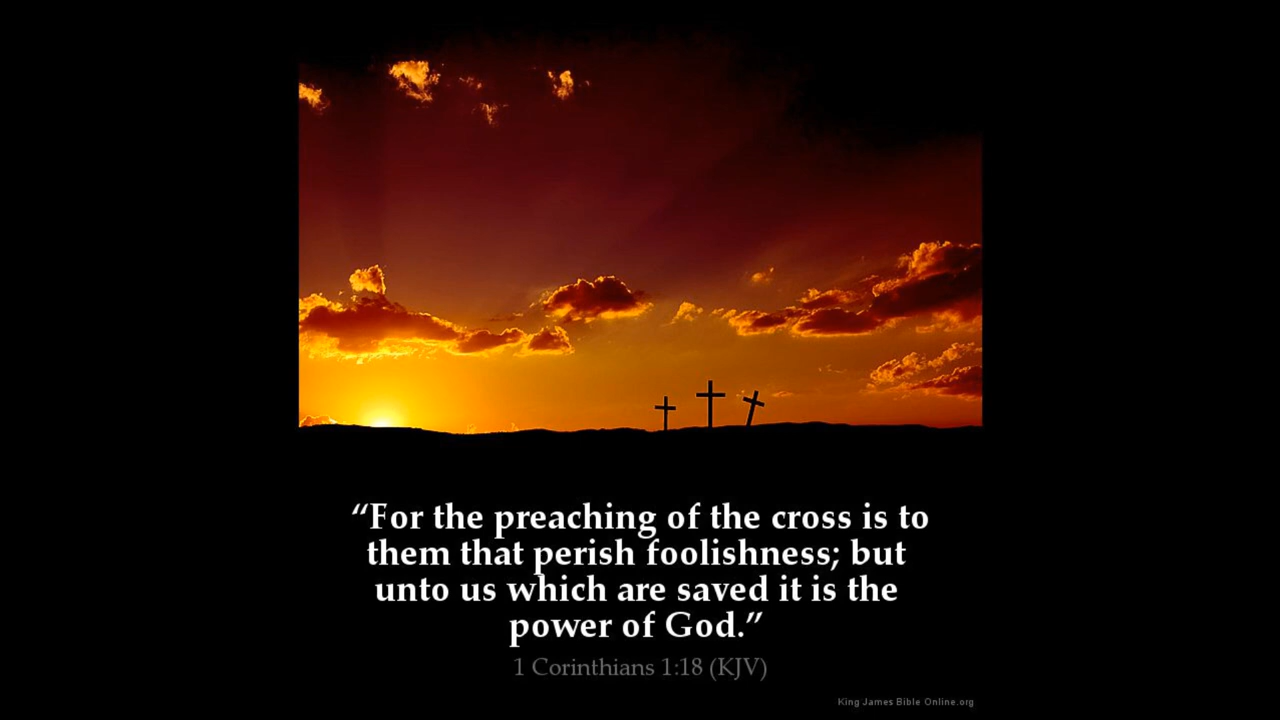 “For the preaching of the cross is to
them that perish foolishness; but
unto us which are saved it is the
power of God.”
1 Corinthians 1:18 (KJV)
King James Bible Online.org